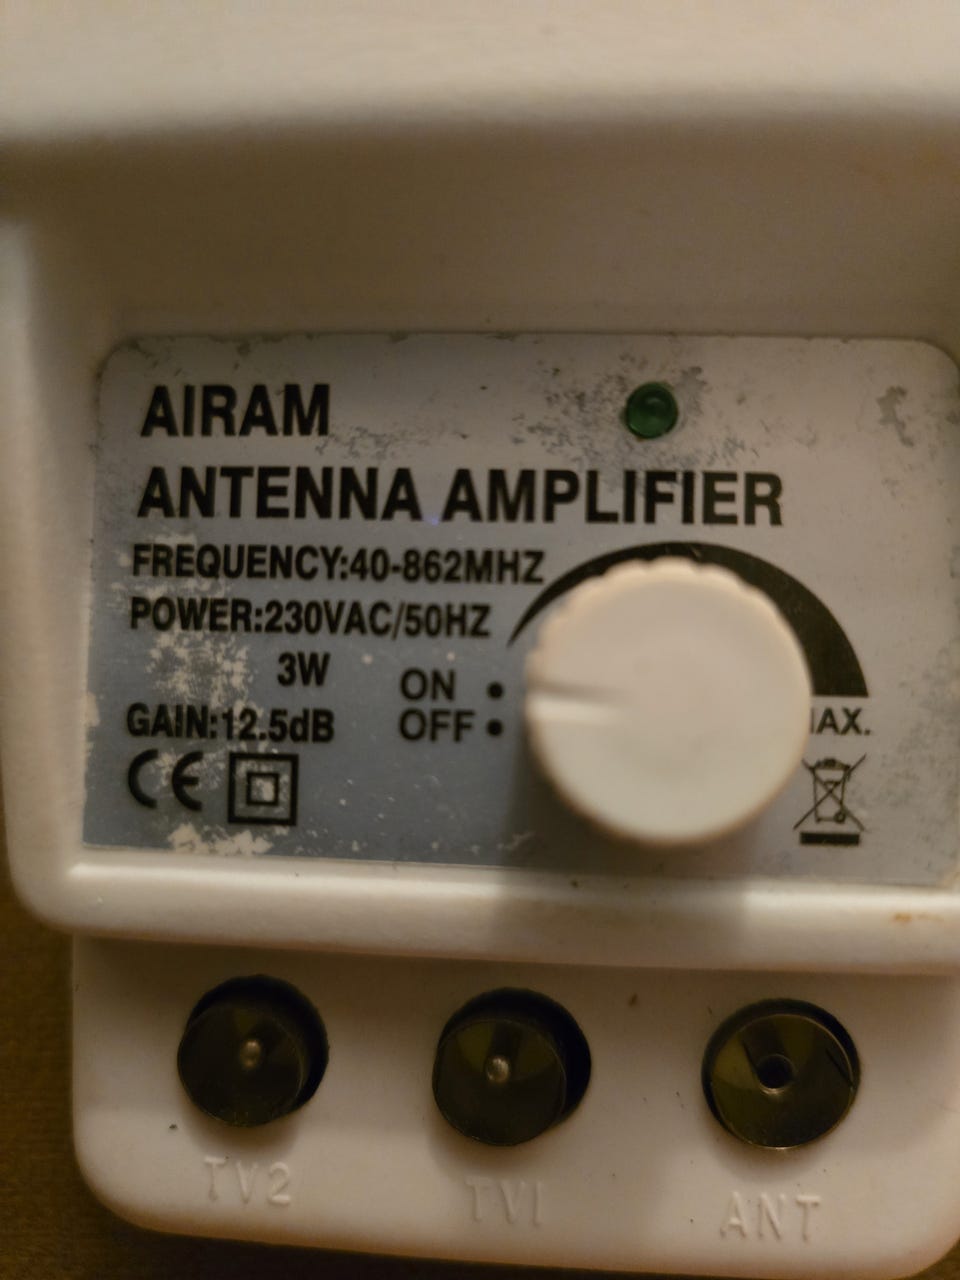 AIRAM
ANTENNA AMPLIFIER
FREQUENCY:40-862MHZ
POWER:230VAC/50HZ
3W
GAIN:12.5dB
ON
OFF
AX.
CE
TV2
TV1
ANT